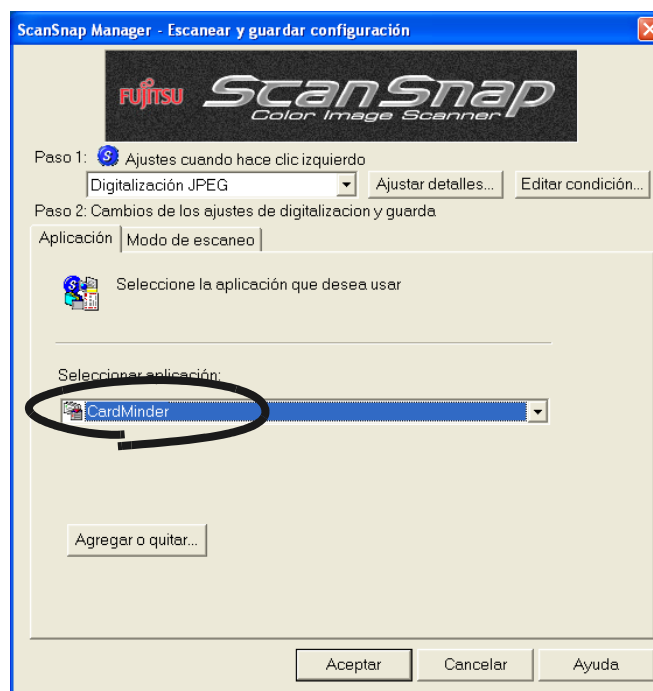 ScanSnap Manager - Escanear y guardar configuración
FUJITSU ScanSnap
Color Image Scanner
Paso 1: S Ajustes cuando hace clic izquierdo
Digitalización JPEG Ajustar detalles... Editar condición...
Paso 2: Cambios de los ajustes de digitalizacion y guarda
Aplicación Modo de escaneo
Seleccione la aplicación que desea usar
Seleccionar aplicación:
CardMinder
Agregar o quitar...
Aceptar Cancelar Ayuda